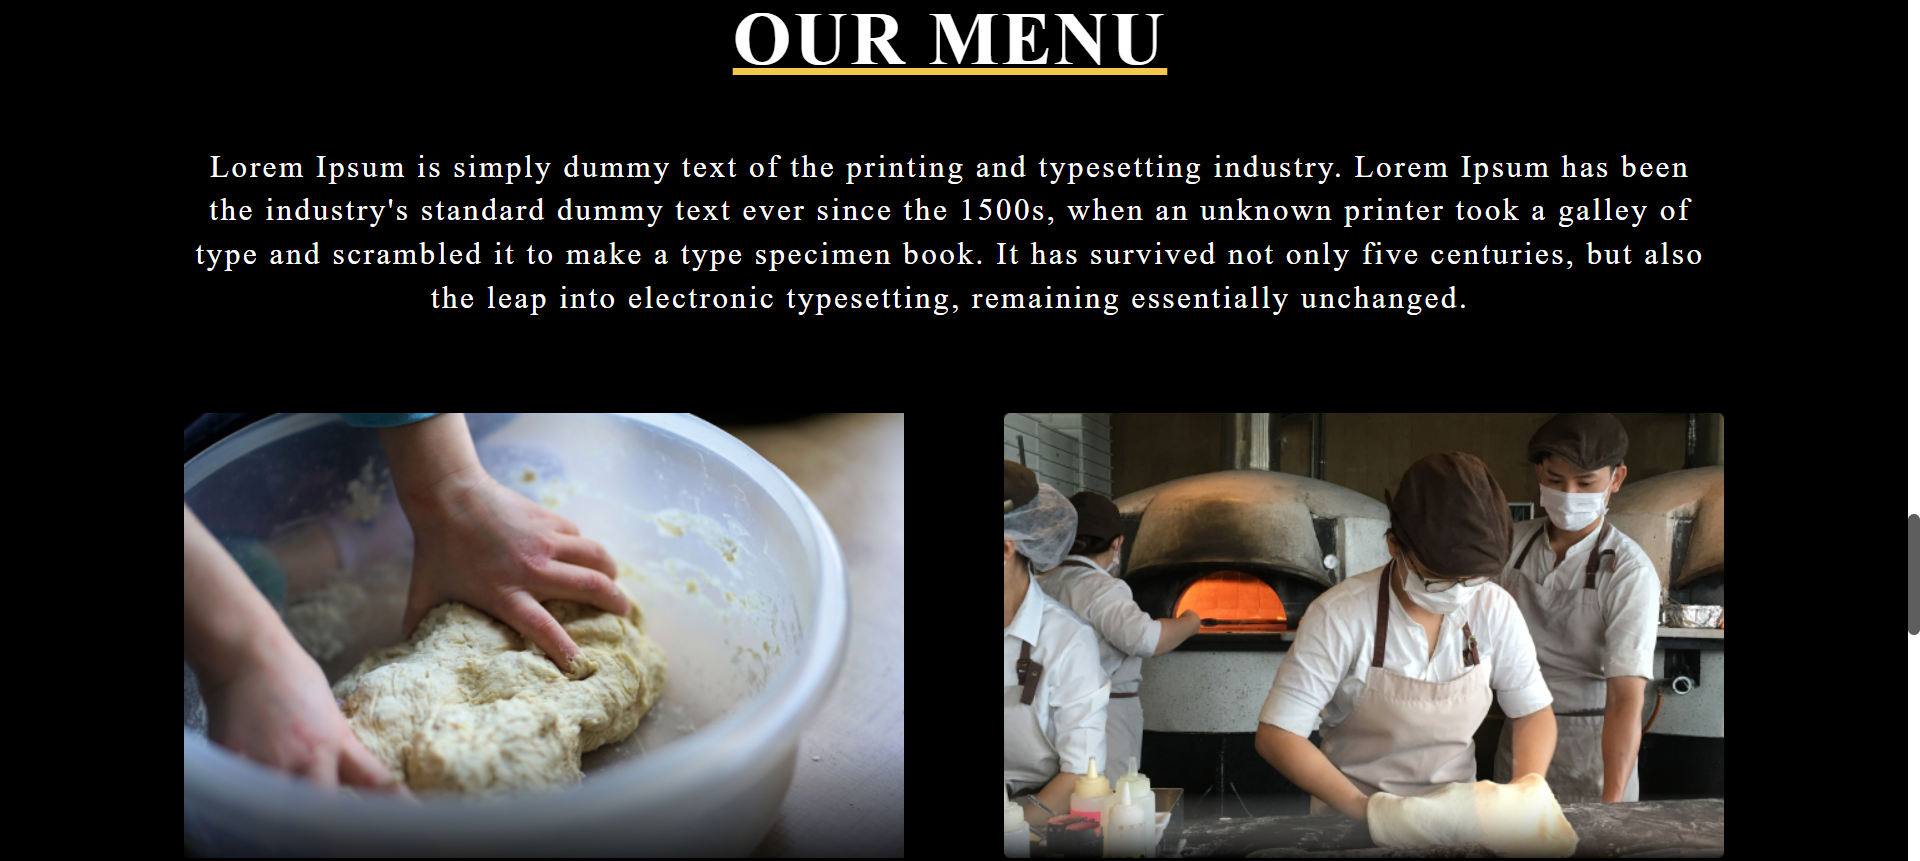 OUR MENU
Lorem Ipsum is simply dummy text of the printing and typesetting industry. Lorem Ipsum has been
the industry's standard dummy text ever since the 1500s, when an unknown printer took a galley of
type and scrambled it to make a type specimen book. It has survived not only five centuries, but also
the leap into electronic typesetting, remaining essentially unchanged.